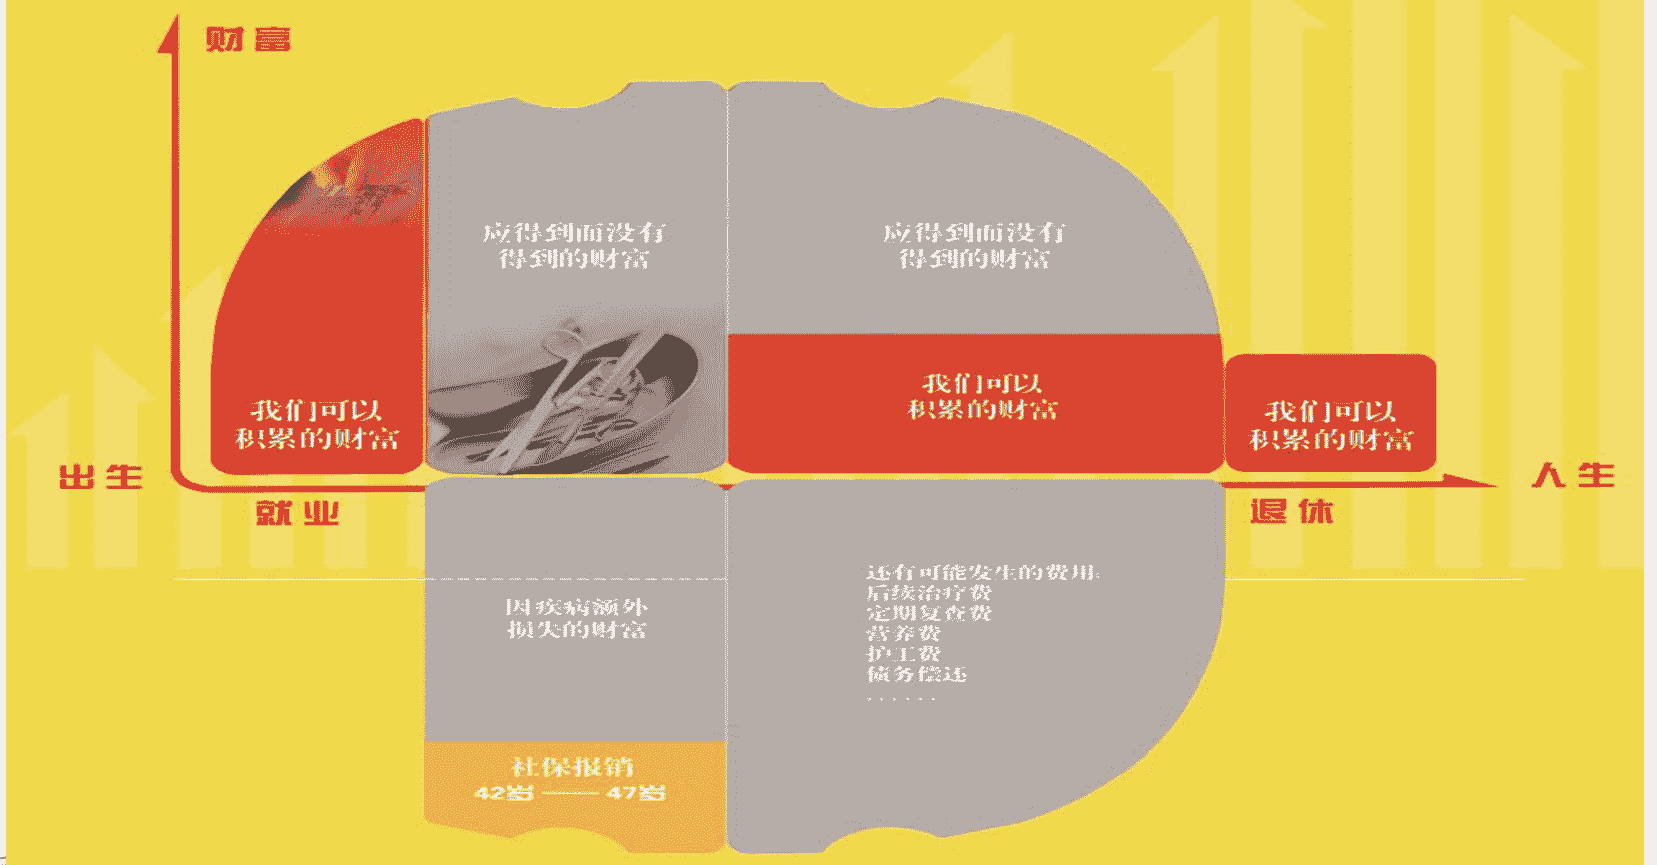 财富
应得到而没有
得到的财富
应得到而没有
得到的财富
我们可以
积累的财富
我们可以
积累的财富
我们可以
积累的财富
出生
人生
就业
退休
因疾病额外
损失的财富
还有可能发生的费用:
后续治疗费
定期复查费
营养费
护工费
债务偿还
......
社保报销
42岁——47岁